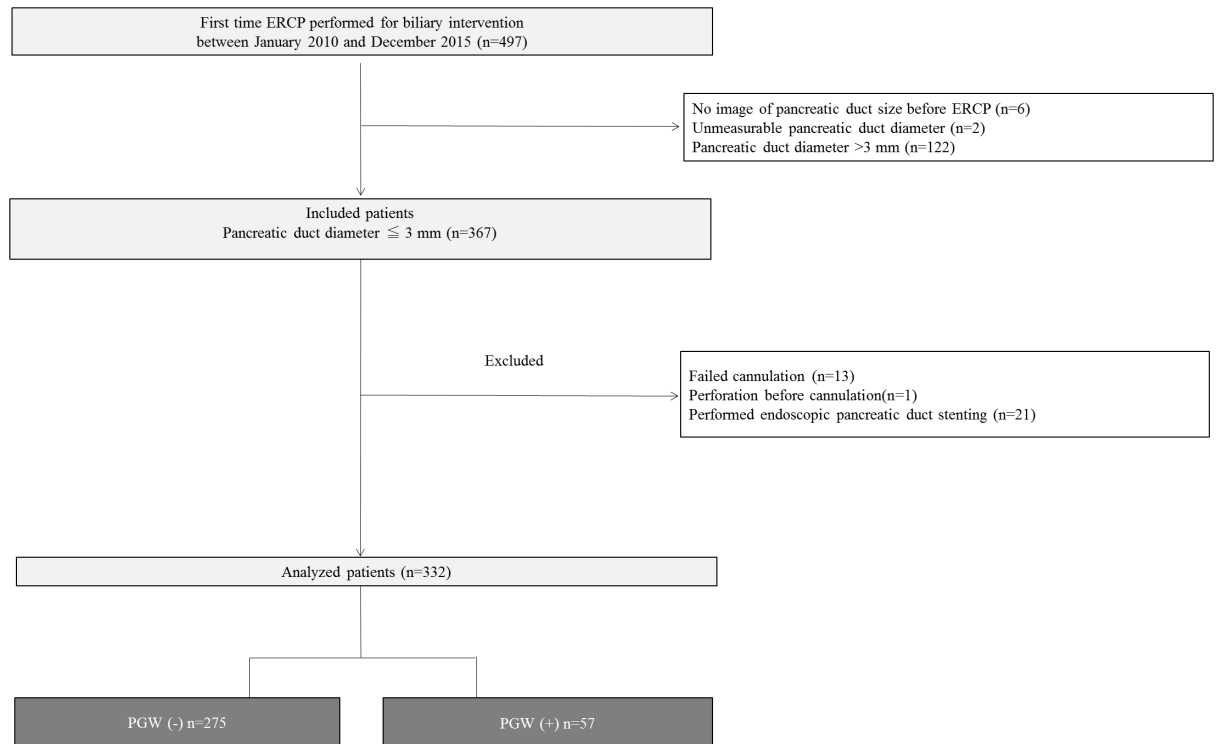 First time ERCP performed for biliary intervention
between January 2010 and December 2015 (n=497)
No image of pancreatic duct size before ERCP (n=6)
Unmeasurable pancreatic duct diameter (n=2)
Pancreatic duct diameter >3 mm (n=122)
Included patients
Pancreatic duct diameter ≦ 3 mm (n=367)
Excluded
Failed cannulation (n=13)
Perforation before cannulation(n=1)
Performed endoscopic pancreatic duct stenting (n=21)
Analyzed patients (n=332)
PGW (-) n=275
PGW (+) n=57